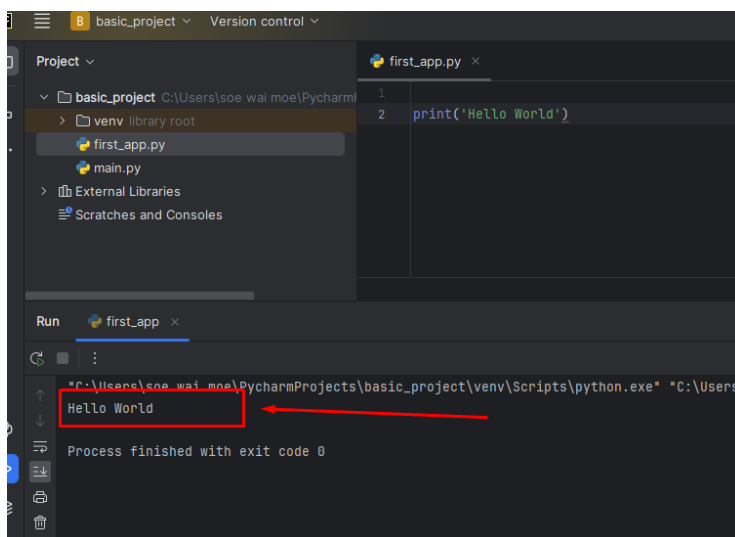 B basic_project Version control
Project
first_app.py
basic_project C:\Users\soe wai moe\Pycharm
venv library root
first_app.py
main.py
External Libraries
Scratches and Consoles
1
2 print('Hello World')
Run first_app
"C:\Users\soe wai moe\PycharmProjects\basic_project\venv\Scripts\python.exe" "C:\Users
Hello World
Process finished with exit code 0